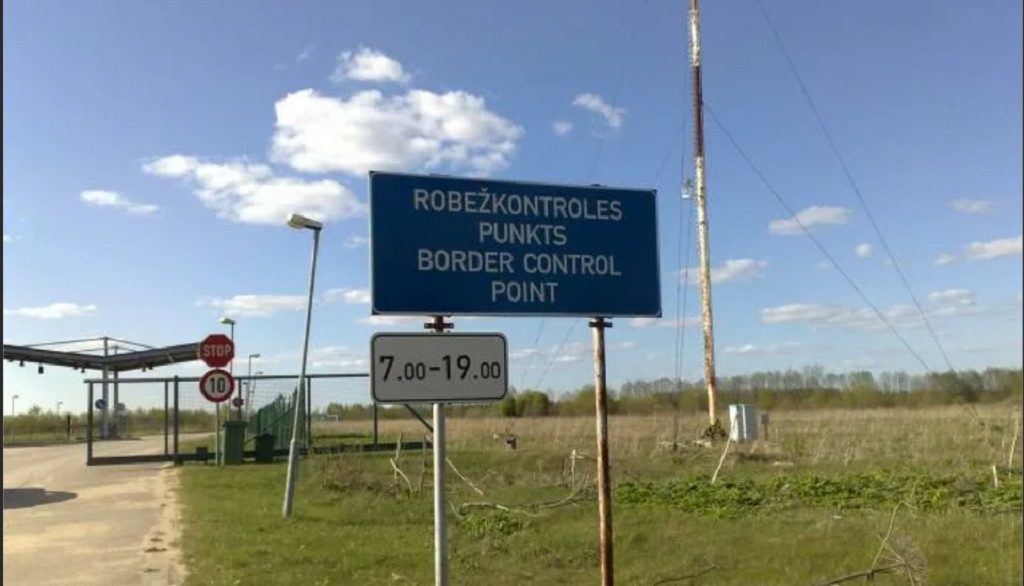 ROBEŽKONTROLES
PUNKTS
BORDER CONTROL
POINT
7.00-19.00
STOP
10